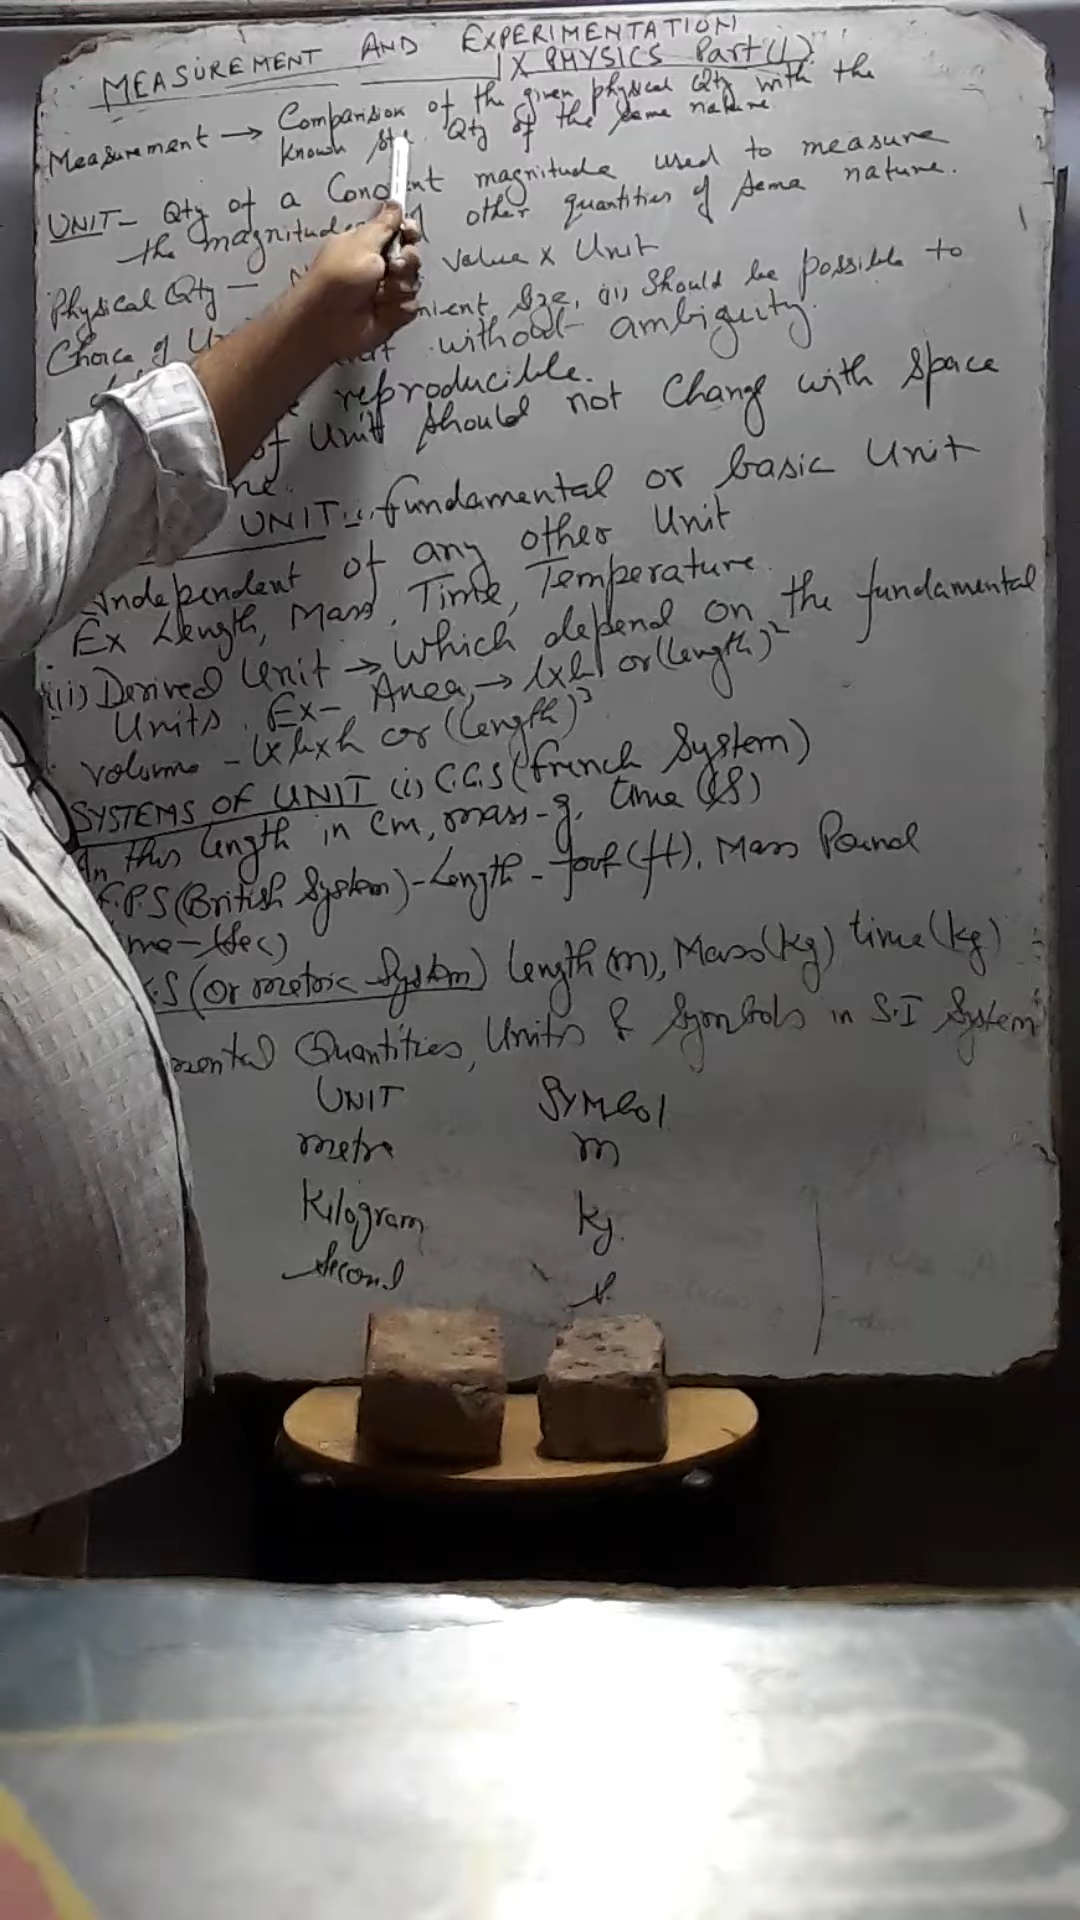 MEASUREMENT AND EXPERIMENTATION
IX PHYSICS Part (1)
Measurement → Comparision of the given physical Qty with the
known Qty of the same nature
UNIT - Qty of a magnitude used to measure
the other quantities of same nature.
Physical Qty - value x Unit
Choice of Size, (ii) Should be possible to
without ambiguity.
reproducible.
of Unit should not change with space
UNIT :- fundamental or basic Unit
Independent of any other Unit
Ex Length, Mass, Time, Temperature.
(ii) Derived Unit → which depend on the fundamental
Units. Ex- Area, → lxb or (length)²
volume - lxbxh or (length)³
SYSTEMS OF UNIT (i) C.G.S (french System)
In this length in cm, mass-g, time (s)
F.P.S (British System) - Length - foot (ft), Mass Pound
(Sec)
.S (or metric System) length (m), Mass (kg) time (kg)
Quantities, Units & Symbols in S.I System
UNIT SYMBOL
metre m
Kilogram kg
second s